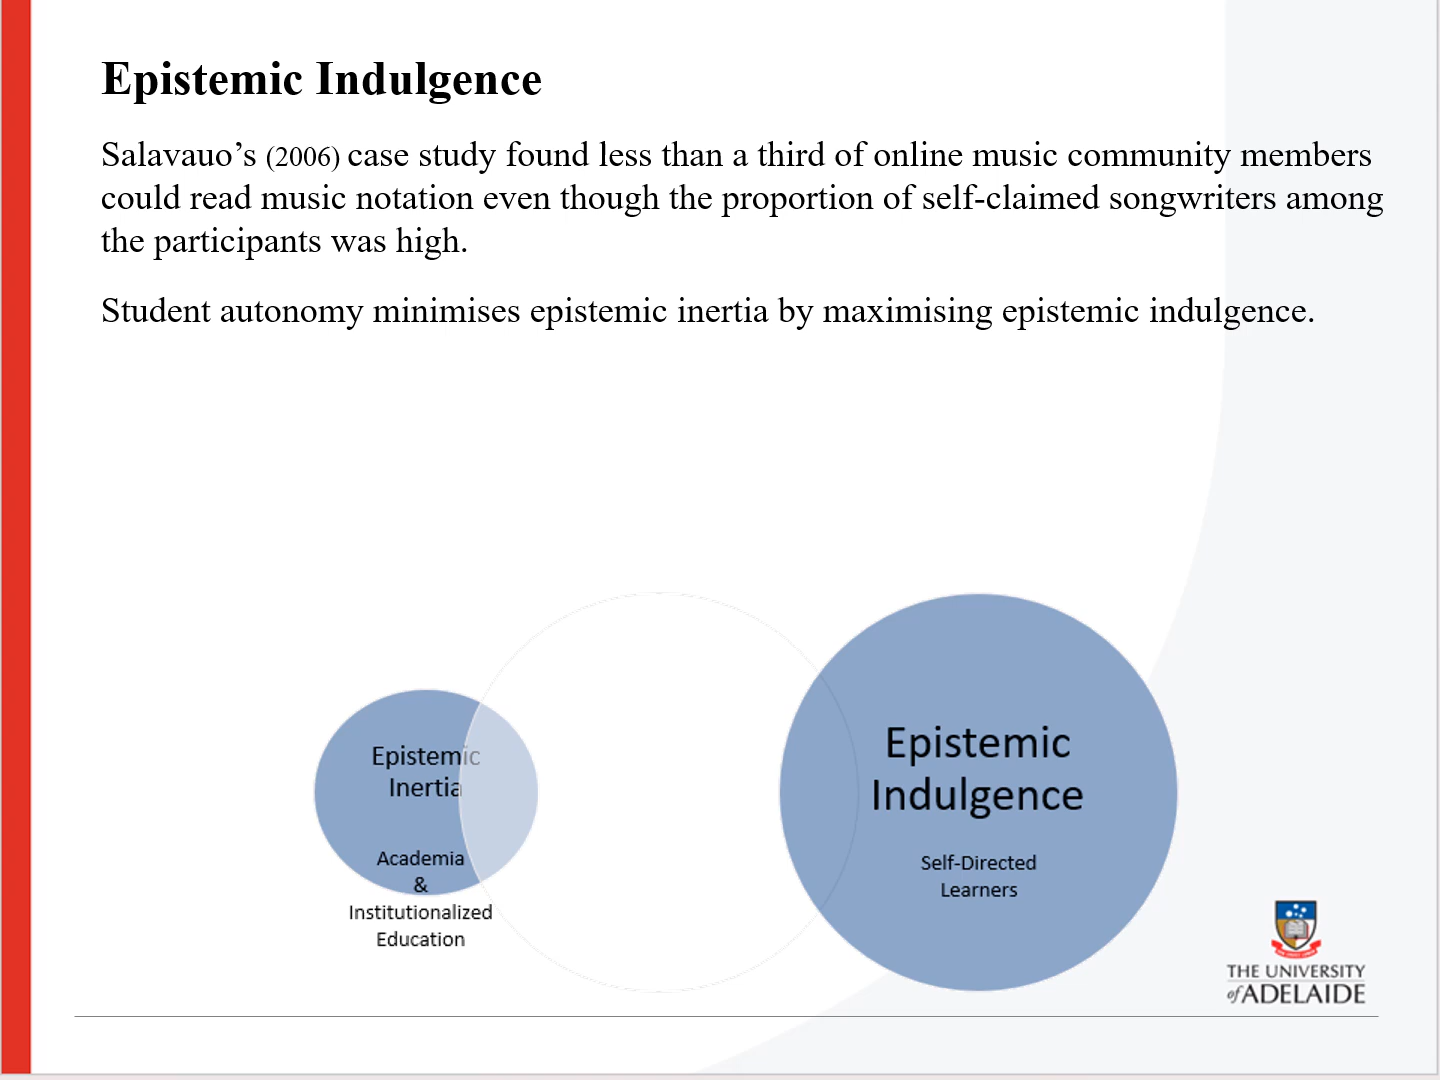 Epistemic Indulgence
Salavauo’s (2006) case study found less than a third of online music community members
could read music notation even though the proportion of self-claimed songwriters among
the participants was high.
Student autonomy minimises epistemic inertia by maximising epistemic indulgence.
Epistemic
Inertia
Academia
&
Institutionalized
Education
Epistemic
Indulgence
Self-Directed
Learners
THE UNIVERSITY
of ADELAIDE